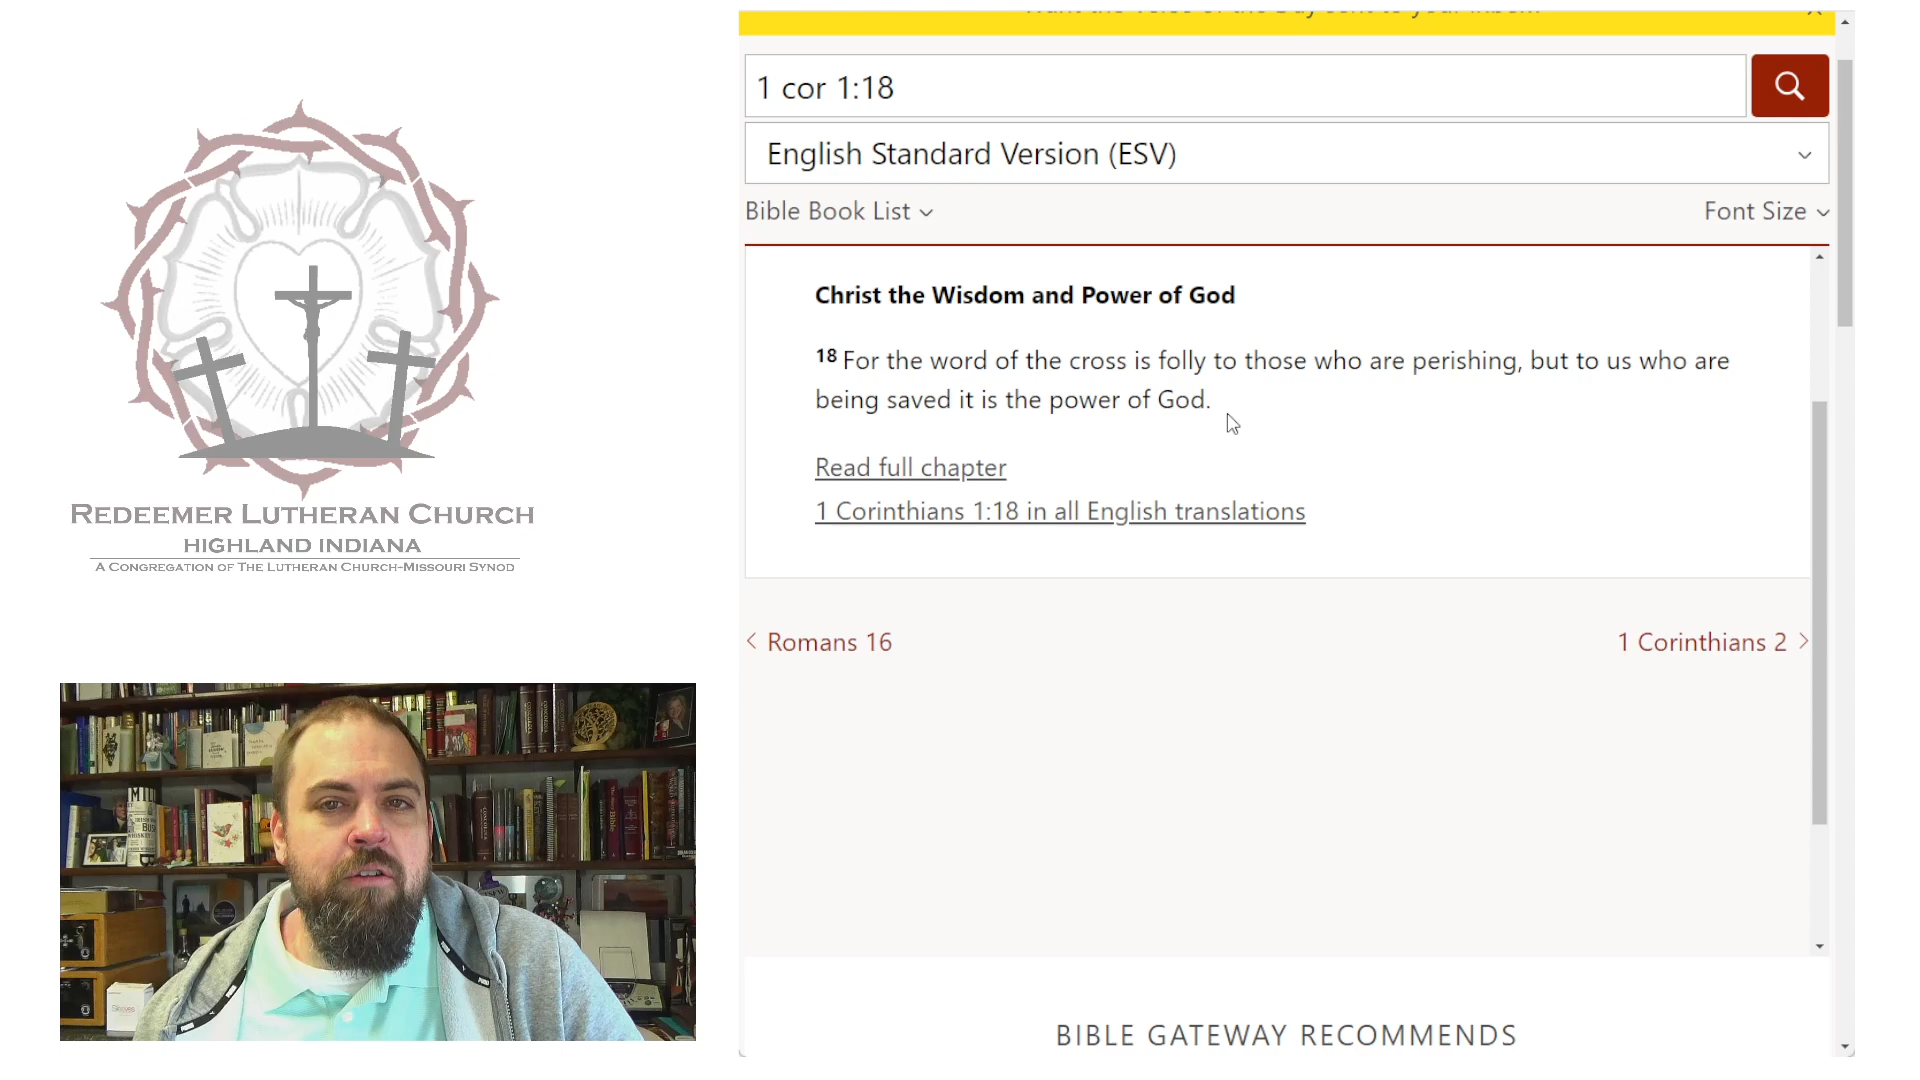 1 cor 1:18
English Standard Version (ESV)
Bible Book List
Font Size
Christ the Wisdom and Power of God
18 For the word of the cross is folly to those who are perishing, but to us who are
being saved it is the power of God.
Read full chapter
1 Corinthians 1:18 in all English translations
Romans 16
1 Corinthians 2
BIBLE GATEWAY RECOMMENDS
REDEEMER LUTHERAN CHURCH
HIGHLAND INDIANA
A CONGREGATION OF THE LUTHERAN CHURCH-MISSOURI SYNOD